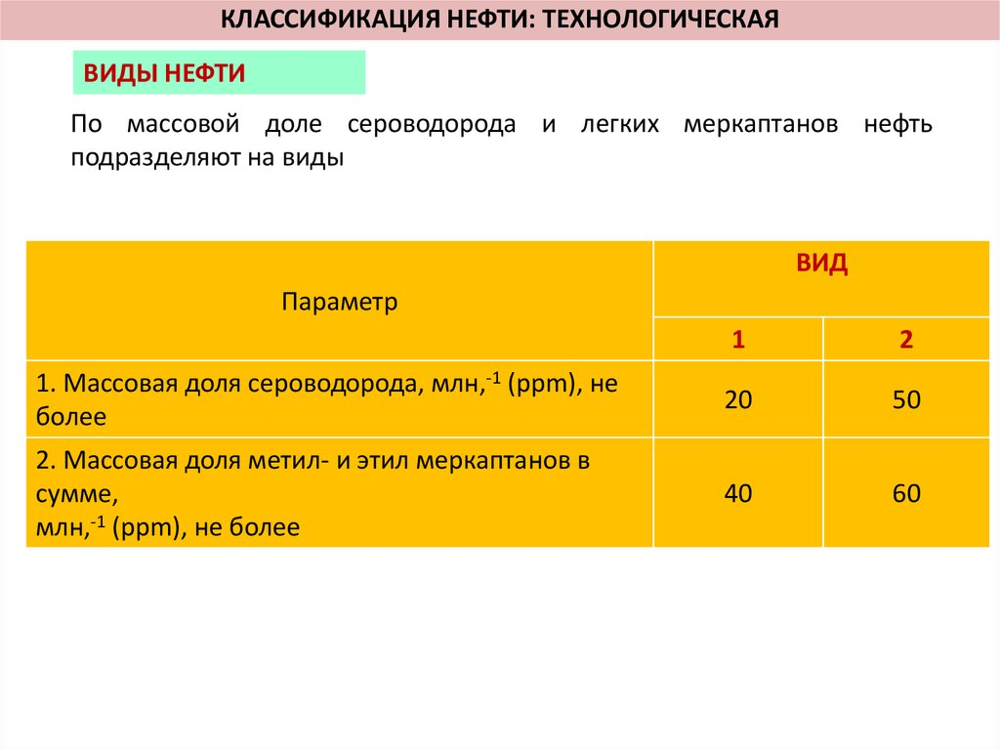 КЛАССИФИКАЦИЯ НЕФТИ: ТЕХНОЛОГИЧЕСКАЯ
ВИДЫ НЕФТИ
По массовой доле сероводорода и легких меркаптанов нефть
подразделяют на виды
ВИД
Параметр
1 2
1. Массовая доля сероводорода, млн,-1 (ppm), не
более
20 50
2. Массовая доля метил- и этил меркаптанов в
сумме,
млн,-1 (ppm), не более
40 60